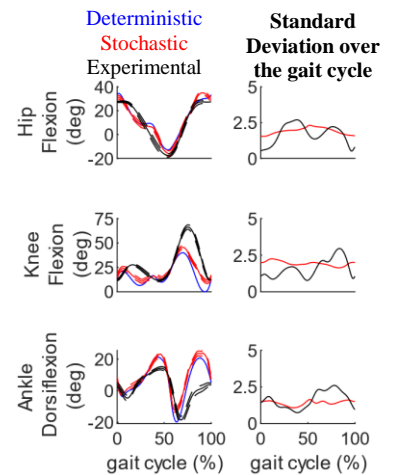 Deterministic
Stochastic
Experimental
Standard
Deviation over
the gait cycle
Hip
Flexion
(deg)
40
20
0
-20
5
2.5
0
Knee
Flexion
(deg)
75
50
25
0
5
2.5
0
Ankle
Dorsiflexion
(deg)
20
0
-20
0
50
100
gait cycle (%)
5
2.5
0
0
50
100
gait cycle (%)